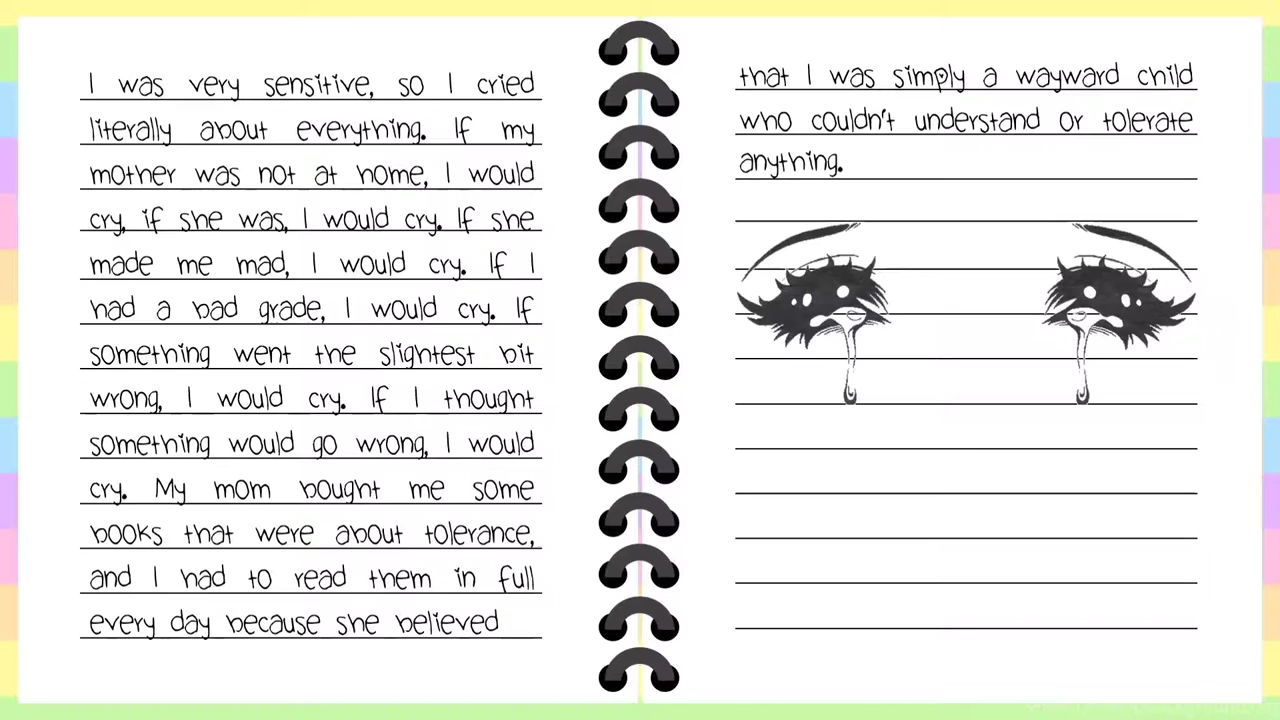 I was very sensitive, so I cried
literally about everything. If my
mother was not at home, I would
cry, if she was, I would cry. If she
made me mad, I would cry. If I
had a bad grade, I would cry. If
something went the slightest bit
wrong, I would cry. If I thought
something would go wrong, I would
cry. My mom bought me some
books that were about tolerance,
and I had to read them in full
every day because she believed
that I was simply a wayward child
who couldn't understand or tolerate
anything.